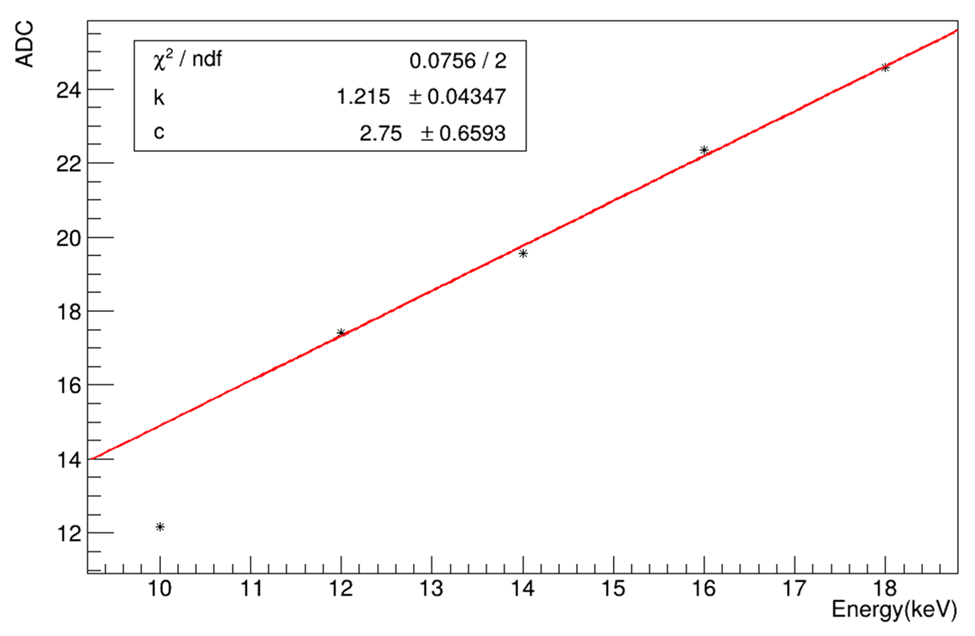 ADC
χ² / ndf 0.0756 / 2
k 1.215 ± 0.04347
c 2.75 ± 0.6593
24
22
20
18
16
14
12
10 11 12 13 14 15 16 17 18
Energy(keV)